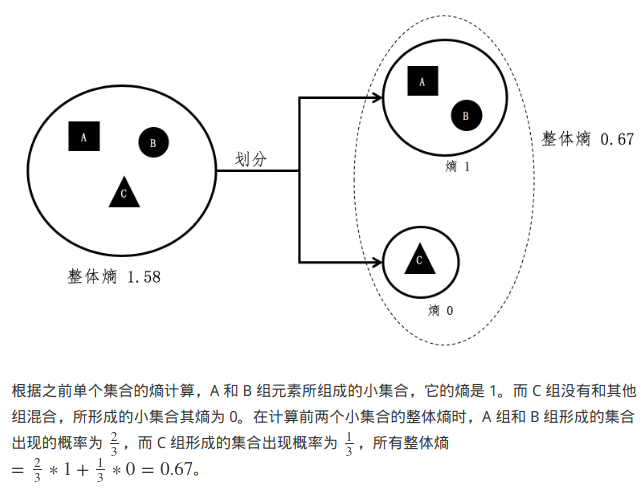 A
B
C
整体熵 1.58
划分
A
B
熵 1
C
熵 0
整体熵 0.67
根据之前单个集合的熵计算，A 和 B 组元素所组成的小集合，它的熵是 1。而 C 组没有和其他
组混合，所形成的小集合其熵为 0。在计算前两个小集合的整体熵时，A 组和 B 组形成的集合
出现的概率为 2/3，而 C 组形成的集合出现概率为 1/3，所有整体熵
= 2/3 * 1 + 1/3 * 0 = 0.67。